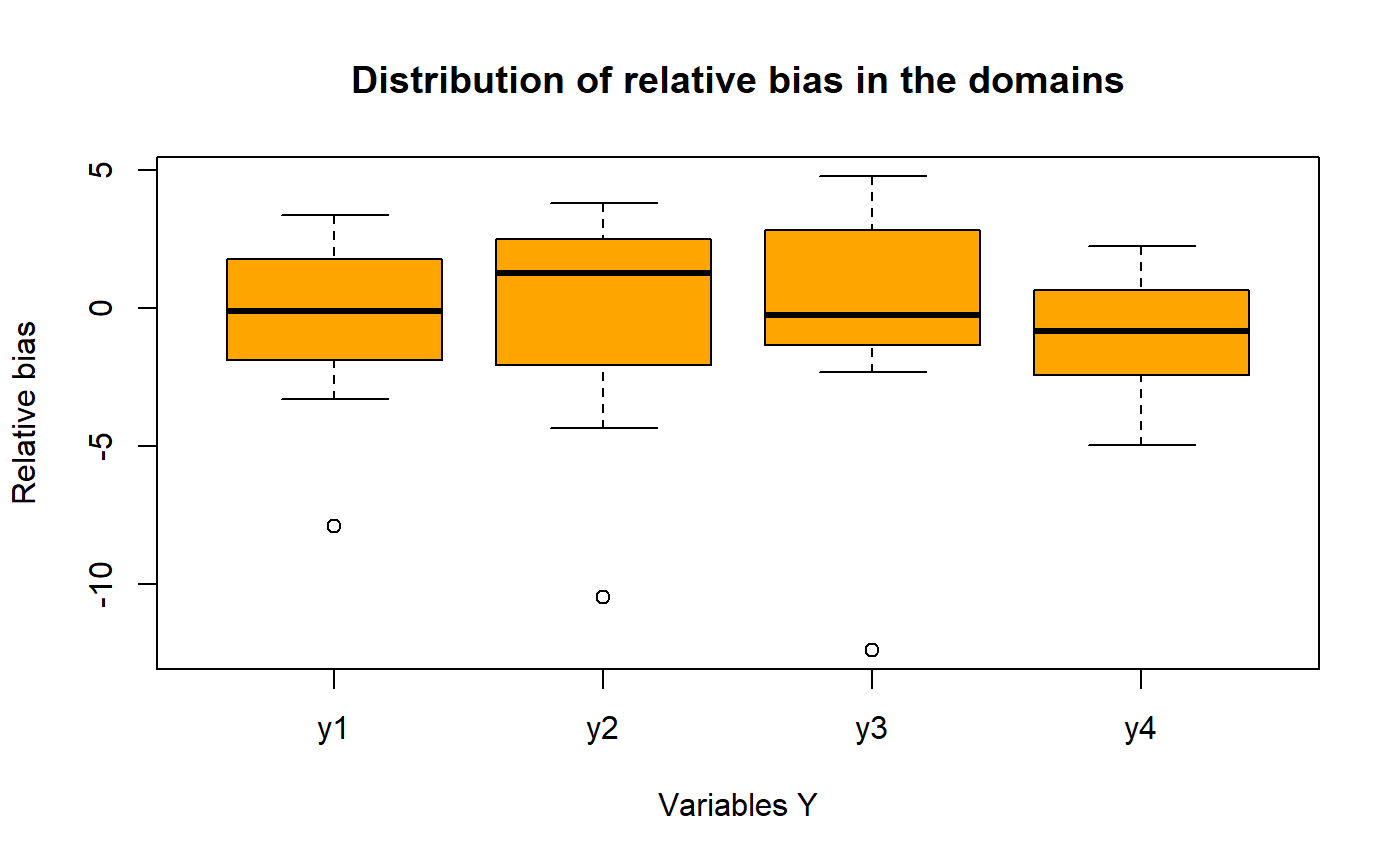 Distribution of relative bias in the domains
Relative bias
5
0
-5
-10
y1 y2 y3 y4
Variables Y